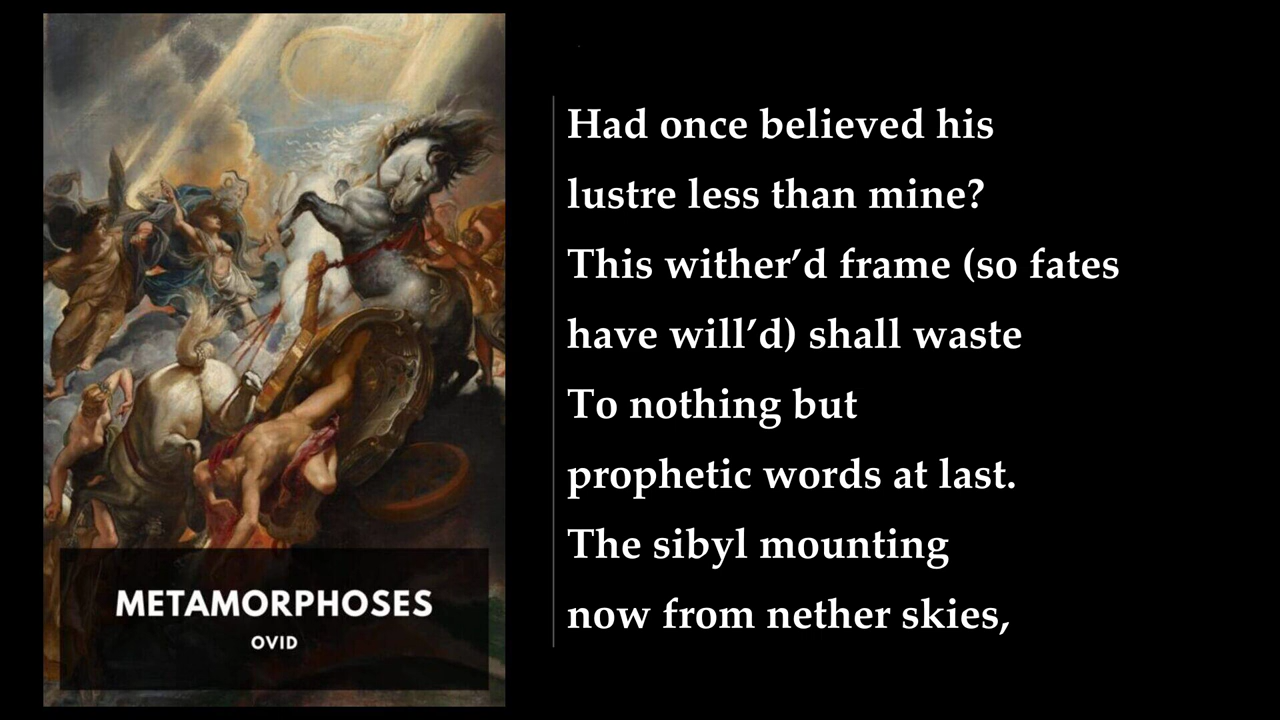 METAMORPHOSES
OVID
Had once believed his
lustre less than mine?
This wither’d frame (so fates
have will’d) shall waste
To nothing but
prophetic words at last.
The sibyl mounting
now from nether skies,